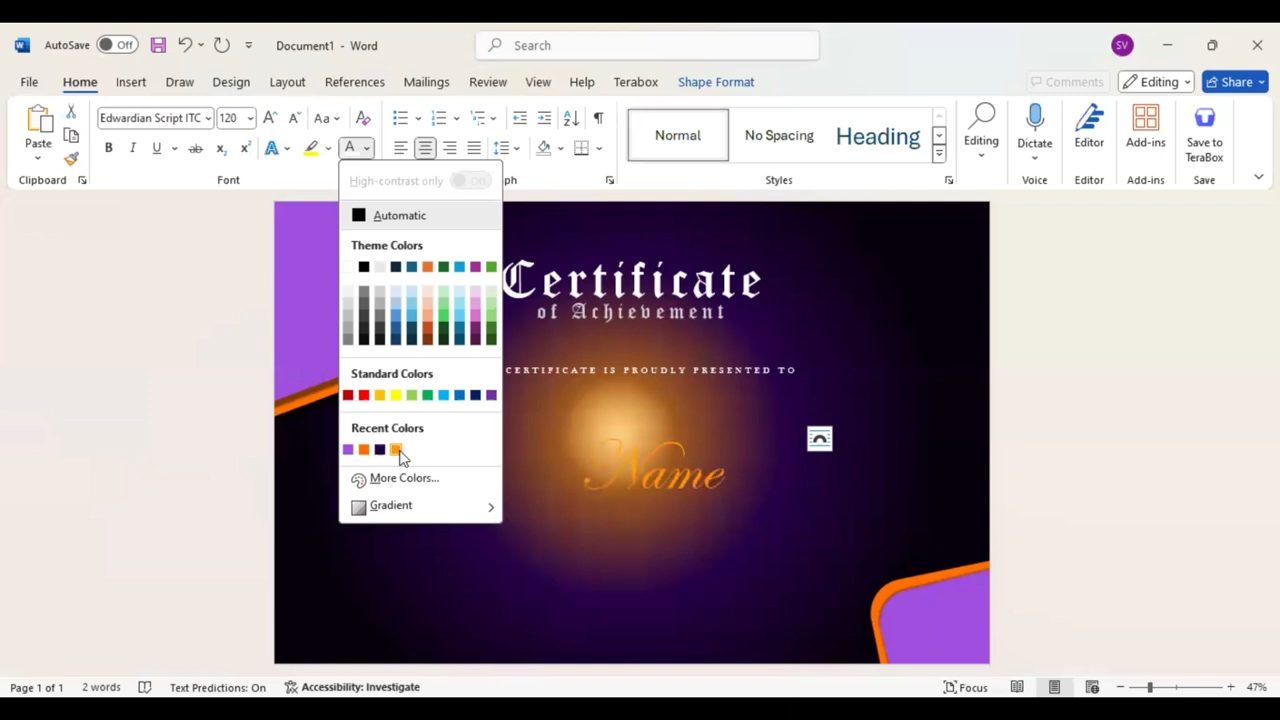 AutoSave Off Document1 - Word Search SV
File Home Insert Draw Design Layout References Mailings Review View Help Terabox Shape Format Comments Editing Share
Edwardian Script ITC 120 Aa A
Paste B I U ab x₂ x² A A
Normal No Spacing Heading
Editing Dictate Editor Add-ins Save to TeraBox
Clipboard Font Styles Voice Editor Add-ins Save
High-contrast only Off
Automatic
Theme Colors
Standard Colors
Recent Colors
More Colors...
Gradient
Certificate
of Achievement
CERTIFICATE IS PROUDLY PRESENTED TO
Name
Page 1 of 1 2 words Text Predictions: On Accessibility: Investigate Focus 47%